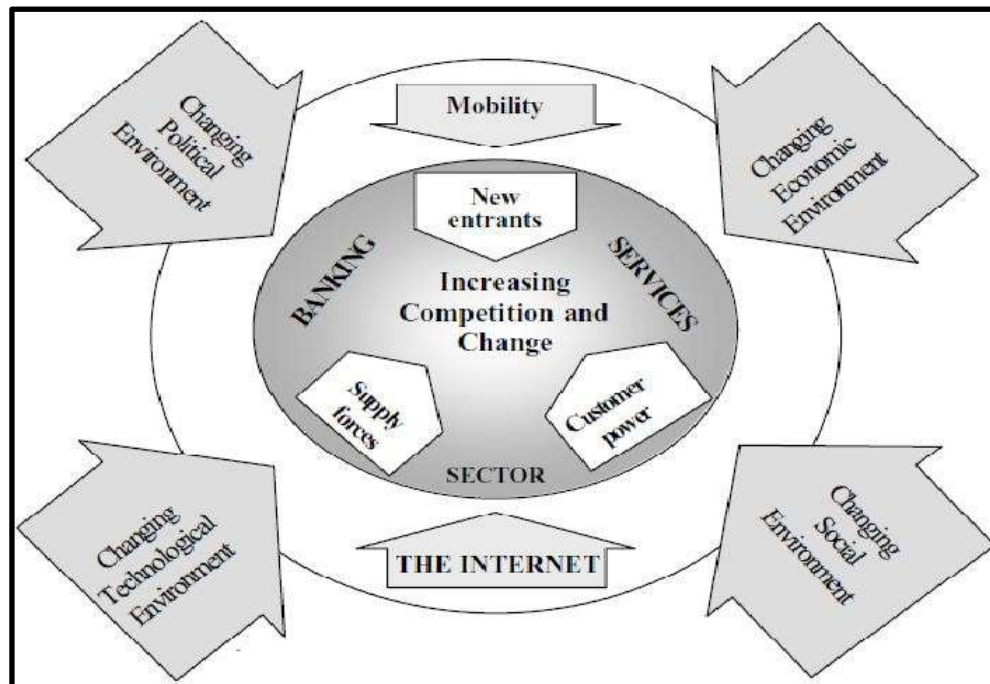 Changing
Political
Environment
Mobility
Changing
Economic
Environment
New
entrants
BANKING
SERVICES
Increasing
Competition and
Change
Supply
forces
Customer
power
SECTOR
Changing
Technological
Environment
THE INTERNET
Changing
Social
Environment